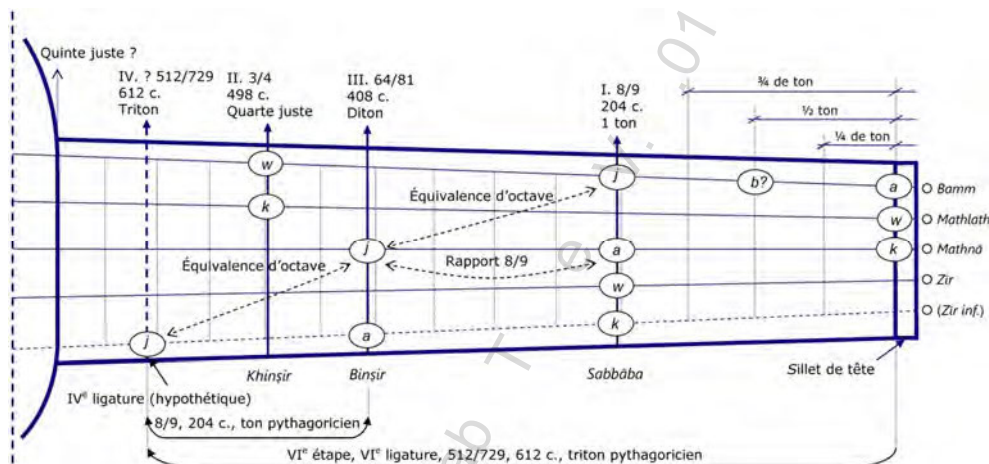 Quinte juste ?
IV. ? 512/729
612 c.
Triton
II. 3/4
498 c.
Quarte juste
III. 64/81
408 c.
Diton
I. 8/9
204 c.
1 ton
¾ de ton
½ ton
¼ de ton
w
j
b?
a
Bamm
Équivalence d’octave
k
w
Mathlath
j
Rapport 8/9
a
k
Mathná
Équivalence d’octave
w
Zir
j
a
k
(Zir inf.)
Khinṣir
Binṣir
Sabbāba
Sillet de tête
IVᵉ ligature (hypothétique)
8/9, 204 c., ton pythagoricien
VIᵉ étape, VIᵉ ligature, 512/729, 612 c., triton pythagoricien